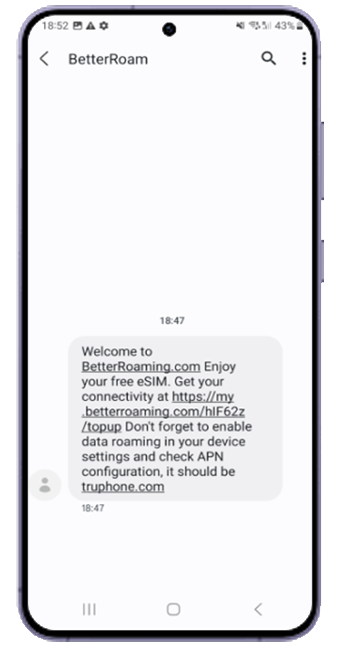 18:52 43%
BetterRoam
18:47
Welcome to
BetterRoaming.com Enjoy
your free eSIM. Get your
connectivity at https://my
.betterroaming.com/hIF62z
/topup Don't forget to enable
data roaming in your device
settings and check APN
configuration, it should be
truphone.com
18:47